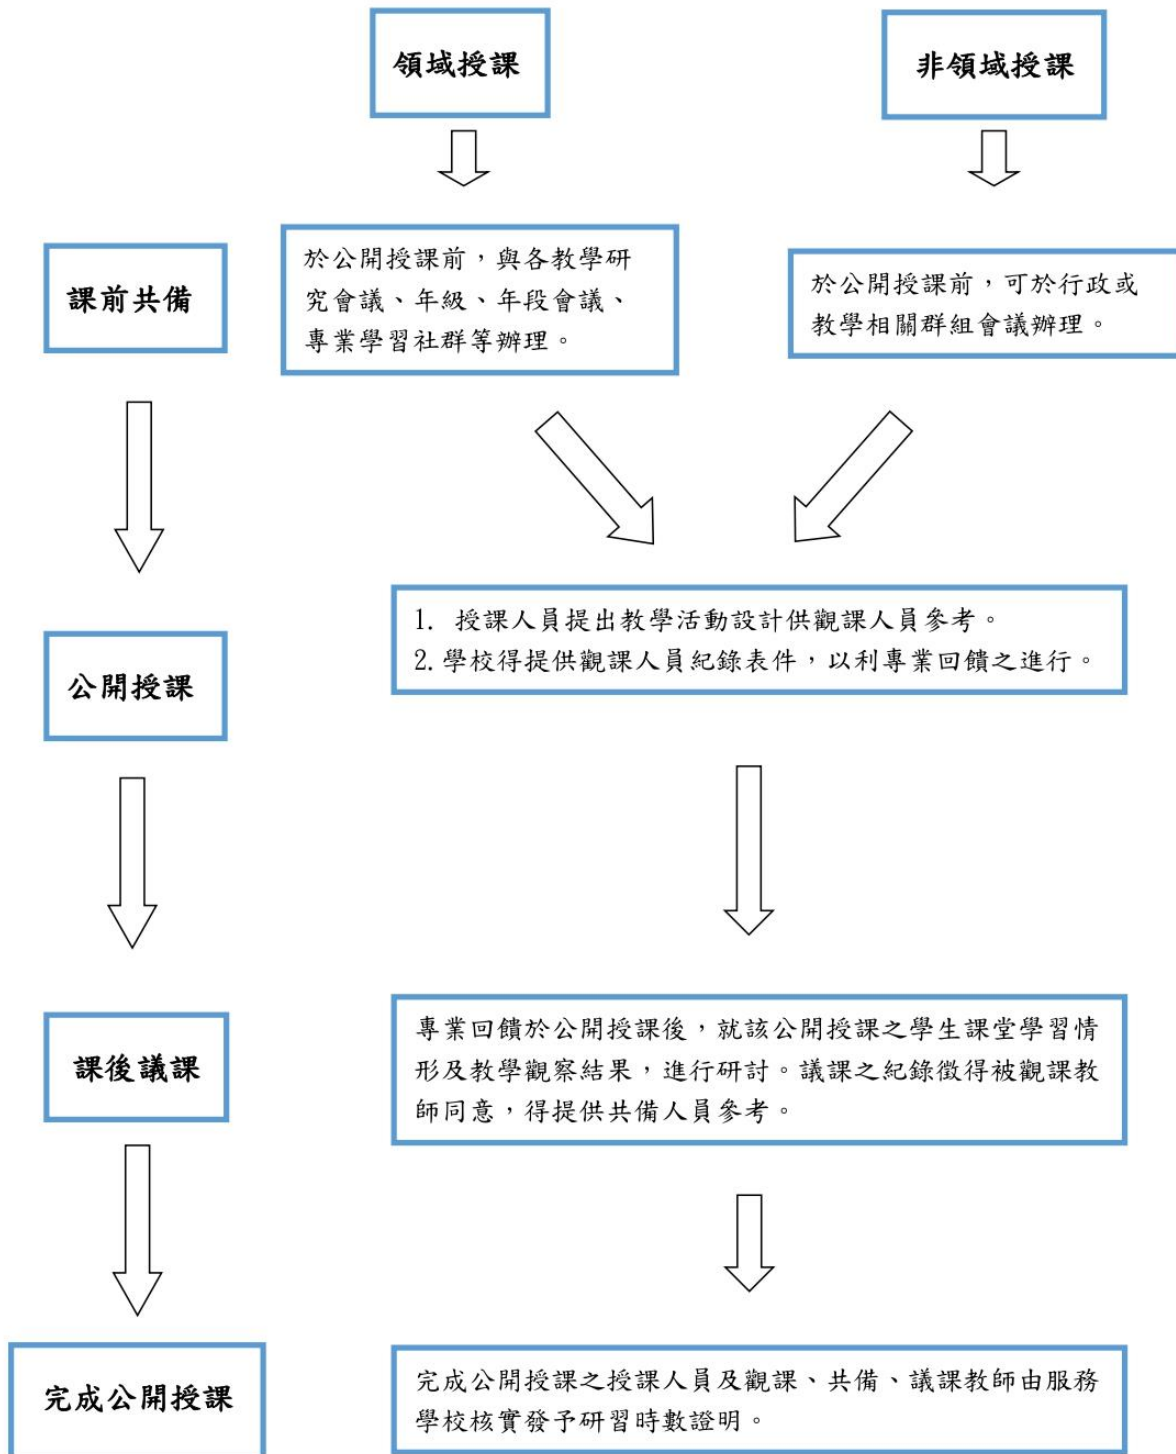 領域授課
非領域授課
課前共備
於公開授課前，與各教學研
究會議、年級、年段會議、
專業學習社群等辦理。
於公開授課前，可於行政或
教學相關群組會議辦理。
公開授課
1. 授課人員提出教學活動設計供觀課人員參考。
2. 學校得提供觀課人員紀錄表件，以利專業回饋之進行。
課後議課
專業回饋於公開授課後，就該公開授課之學生課堂學習情
形及教學觀察結果，進行研討。議課之紀錄徵得被觀課教
師同意，得提供共備人員參考。
完成公開授課
完成公開授課之授課人員及觀課、共備、議課教師由服務
學校核實發予研習時數證明。